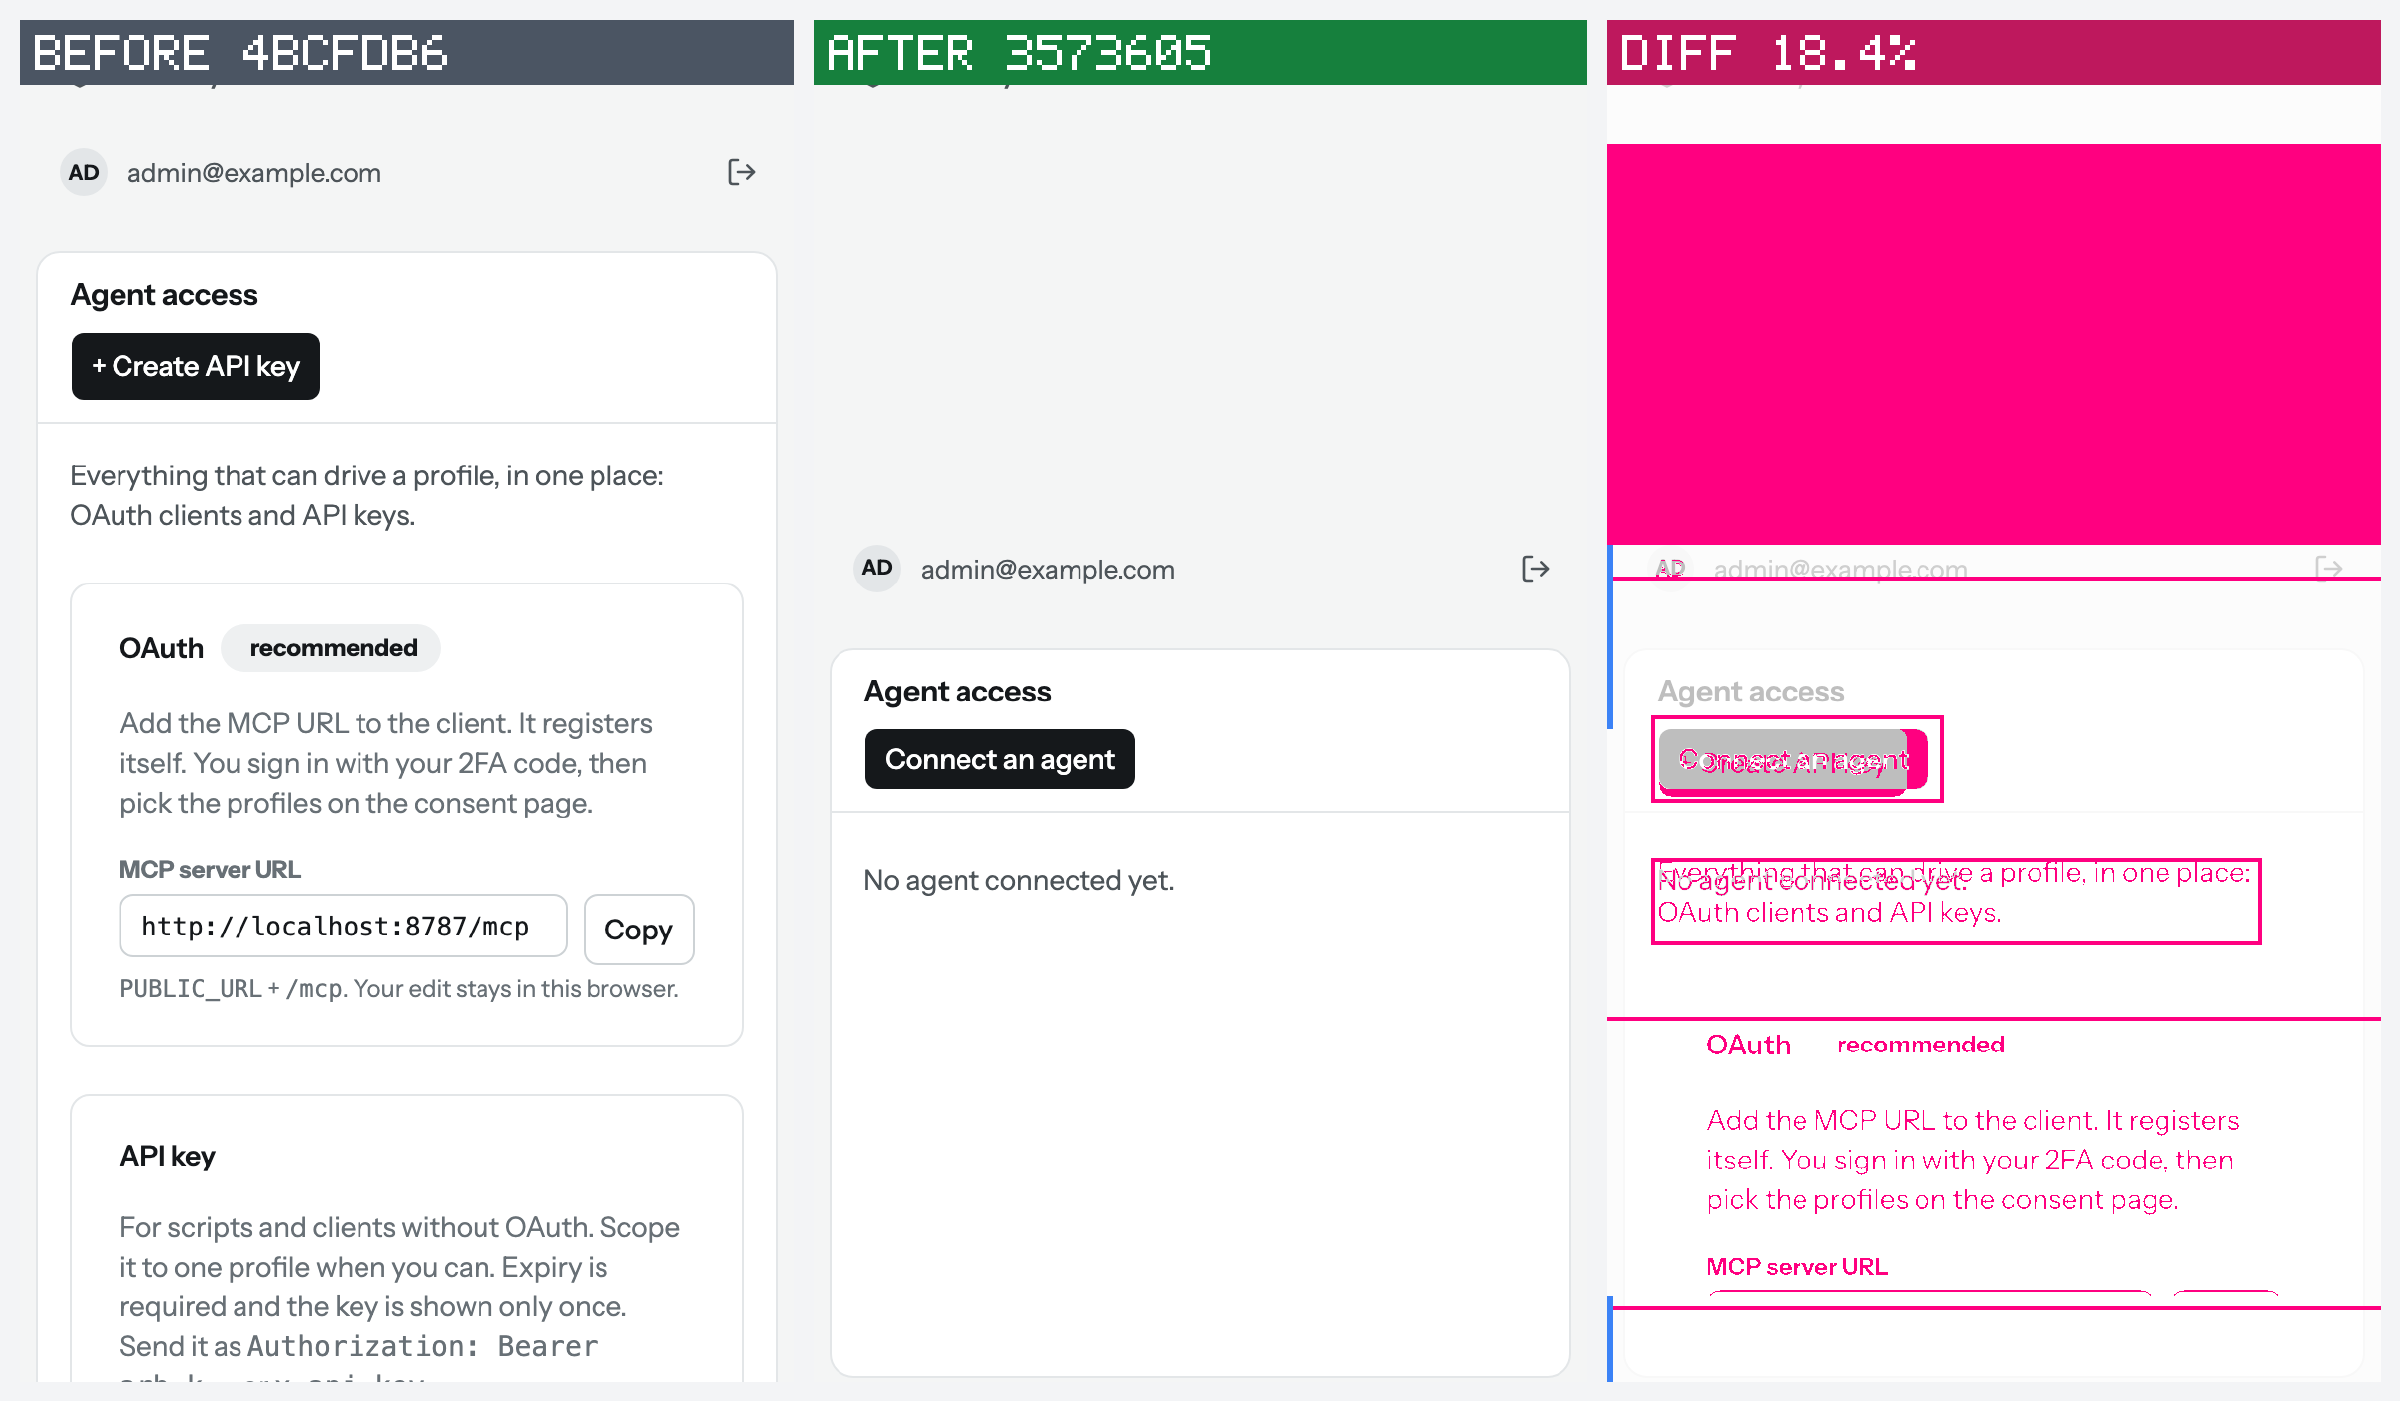 BEFORE 4BCFDB6
AD admin@example.com
Agent access
+ Create API key
Everything that can drive a profile, in one place:
OAuth clients and API keys.
OAuth recommended
Add the MCP URL to the client. It registers
itself. You sign in with your 2FA code, then
pick the profiles on the consent page.
MCP server URL
http://localhost:8787/mcp Copy
PUBLIC_URL + /mcp. Your edit stays in this browser.
API key
For scripts and clients without OAuth. Scope
it to one profile when you can. Expiry is
required and the key is shown only once.
Send it as Authorization: Bearer
AFTER 3573605
AD admin@example.com
Agent access
Connect an agent
No agent connected yet.
DIFF 18.4%
AD admin@example.com
Agent access
Connect an agent
Everything that can drive a profile, in one place:
No agent connected yet.
OAuth clients and API keys.
OAuth recommended
Add the MCP URL to the client. It registers
itself. You sign in with your 2FA code, then
pick the profiles on the consent page.
MCP server URL